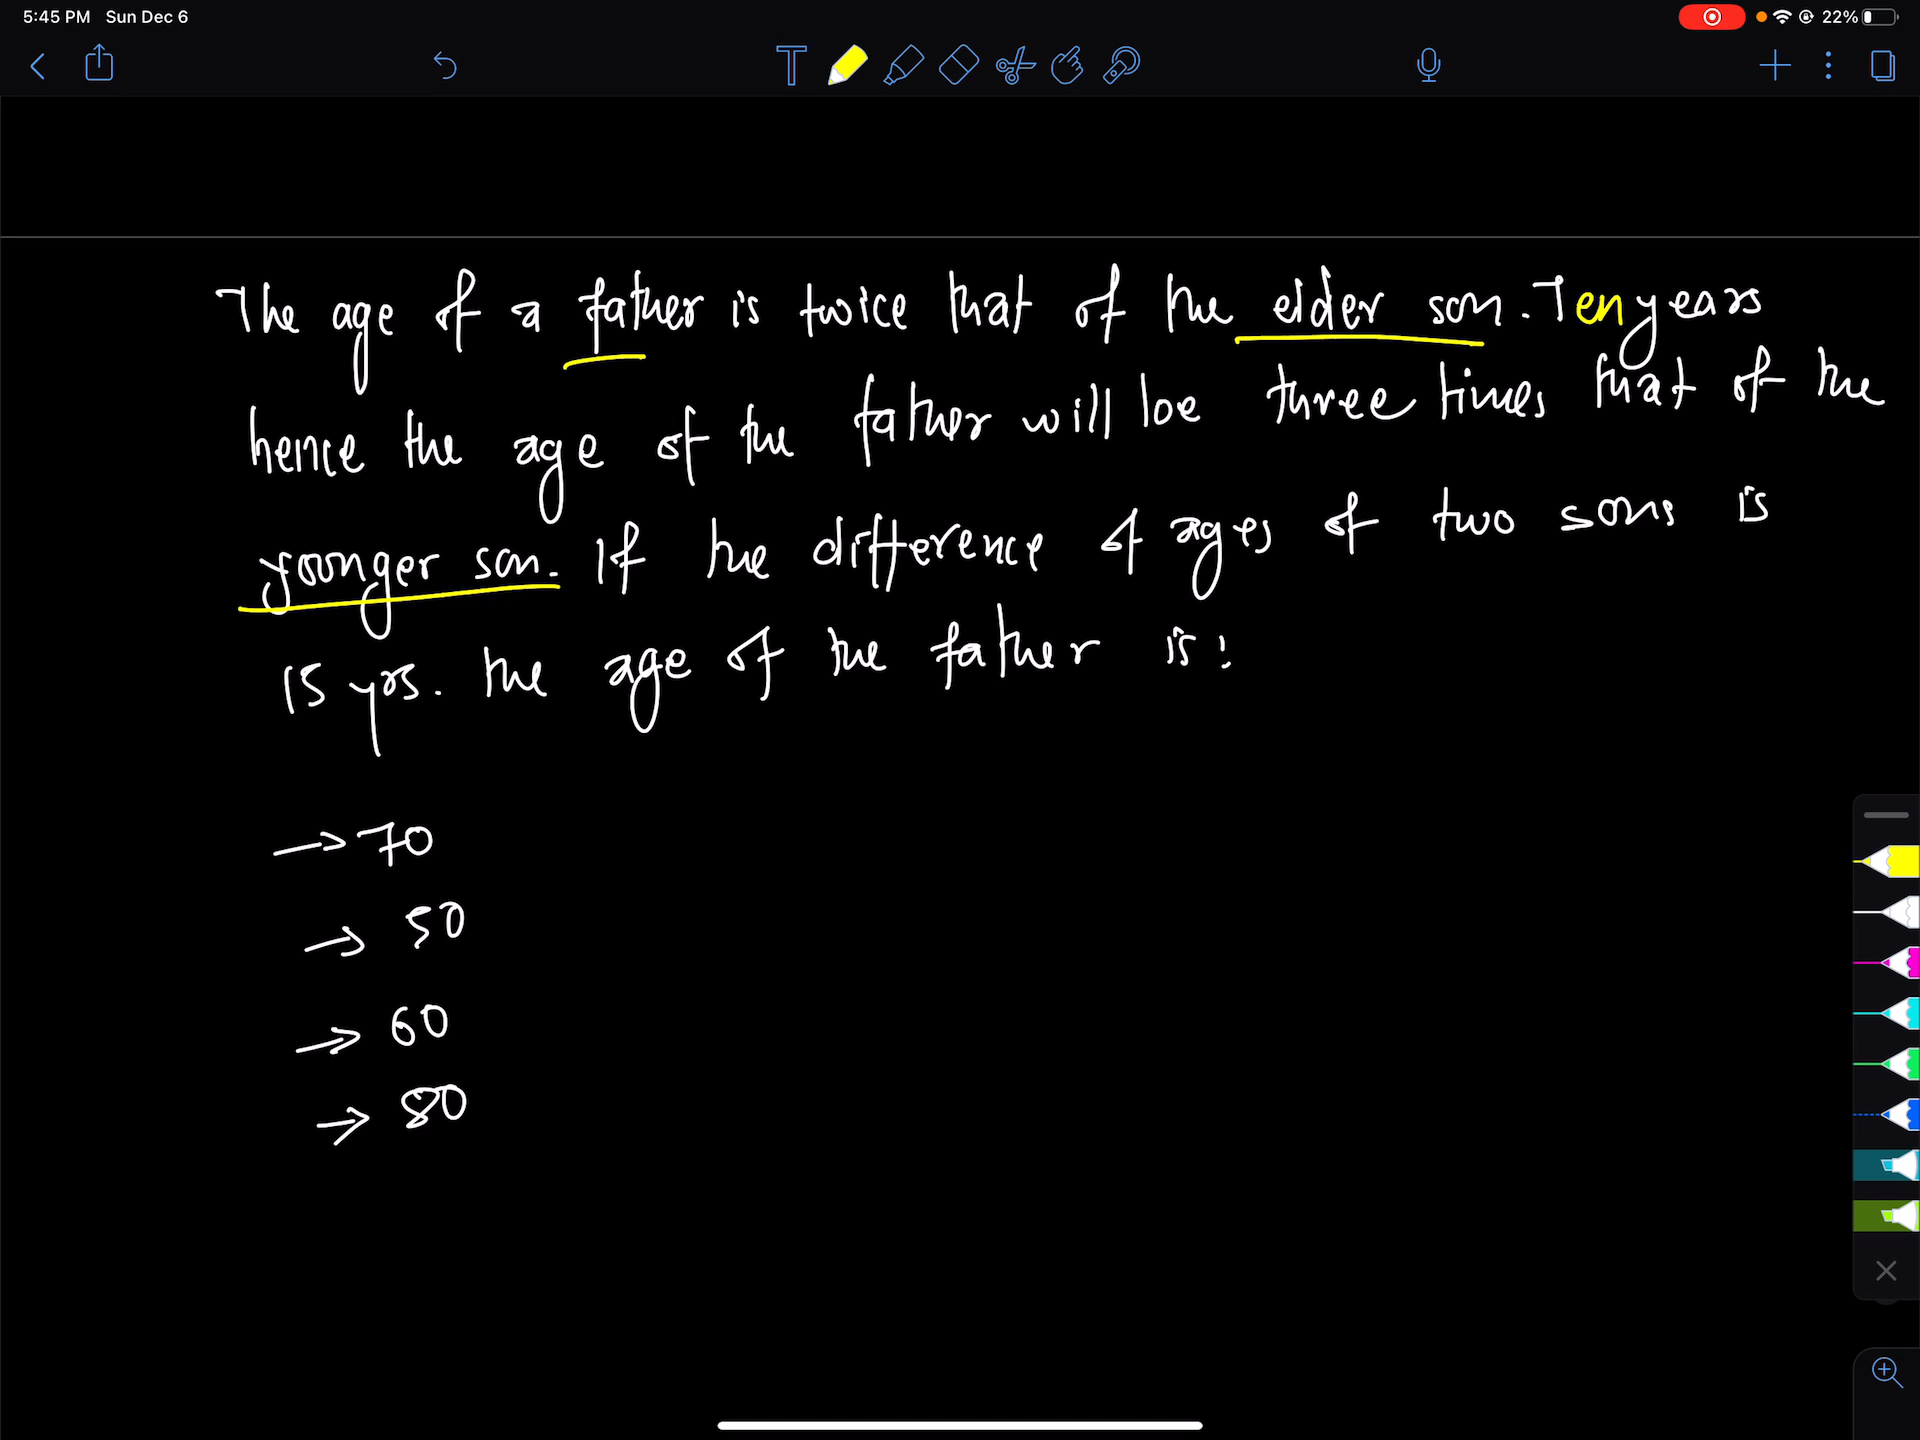 5:45 PM Sun Dec 6
22%
The age of a father is twice that of the elder son. Ten years
hence the age of the father will be three times that of the
younger son. If the difference of ages of two sons is
15 yrs. the age of the father is:
→ 70
→ 50
→ 60
→ 80